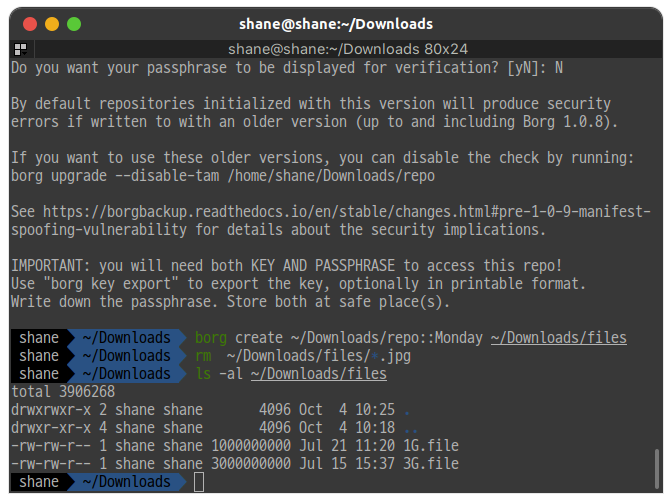 shane@shane:~/Downloads
shane@shane:~/Downloads 80x24
Do you want your passphrase to be displayed for verification? [yN]: N
By default repositories initialized with this version will produce security
errors if written to with an older version (up to and including Borg 1.0.8).
If you want to use these older versions, you can disable the check by running:
borg upgrade --disable-tam /home/shane/Downloads/repo
See https://borgbackup.readthedocs.io/en/stable/changes.html#pre-1-0-9-manifest-
spoofing-vulnerability for details about the security implications.
IMPORTANT: you will need both KEY AND PASSPHRASE to access this repo!
Use "borg key export" to export the key, optionally in printable format.
Write down the passphrase. Store both at safe place(s).
shane ~/Downloads borg create ~/Downloads/repo::Monday ~/Downloads/files
shane ~/Downloads rm  ~/Downloads/files/*.jpg
shane ~/Downloads ls -al ~/Downloads/files
total 3906268
drwxrwxr-x 2 shane shane       4096 Oct  4 10:25 .
drwxrwxr-x 4 shane shane       4096 Oct  4 10:18 ..
-rw-rw-r-- 1 shane shane 1000000000 Jul 21 11:20 1G.file
-rw-rw-r-- 1 shane shane 3000000000 Jul 15 15:37 3G.file
shane ~/Downloads